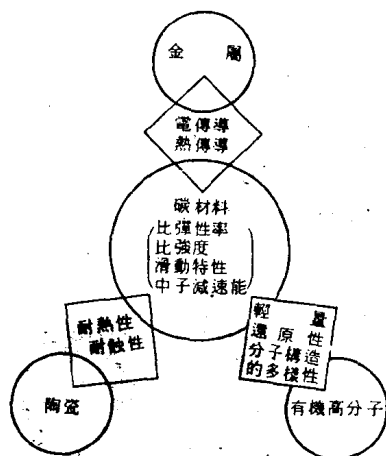 金屬
電傳導
熱傳導
碳材料
比彈性率
比強度
滑動特性
中子減速能
耐熱性
耐蝕性
輕量
還原性
分子構造
的多樣性
陶瓷
有機高分子